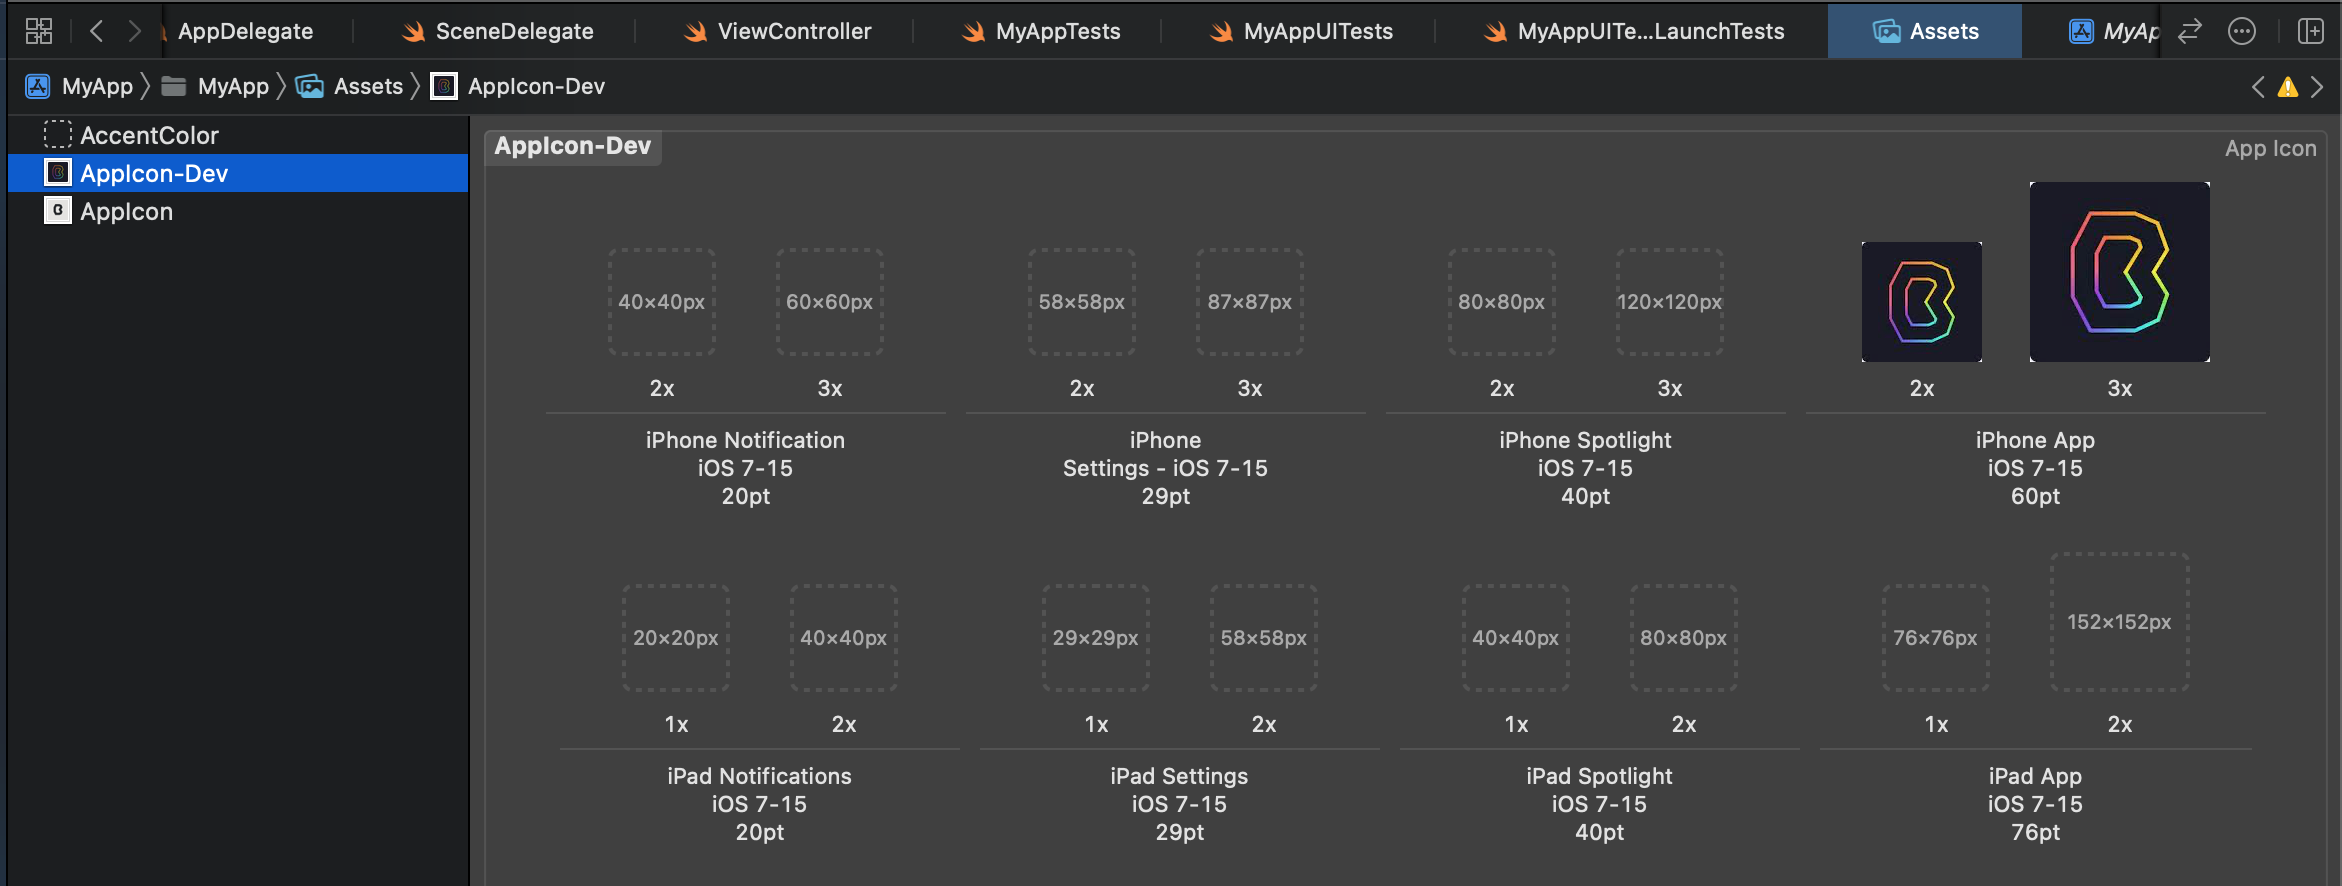 AppDelegate
SceneDelegate
ViewController
MyAppTests
MyAppUITests
MyAppUITe...LaunchTests
Assets
MyAp
MyApp
MyApp
Assets
AppIcon-Dev
AccentColor
AppIcon-Dev
AppIcon
AppIcon-Dev
App Icon
40×40px
60×60px
58×58px
87×87px
80×80px
120×120px
2x
3x
2x
3x
2x
3x
2x
3x
iPhone Notification
iOS 7-15
20pt
iPhone
Settings - iOS 7-15
29pt
iPhone Spotlight
iOS 7-15
40pt
iPhone App
iOS 7-15
60pt
20×20px
40×40px
29×29px
58×58px
40×40px
80×80px
76×76px
152×152px
1x
2x
1x
2x
1x
2x
1x
2x
iPad Notifications
iOS 7-15
20pt
iPad Settings
iOS 7-15
29pt
iPad Spotlight
iOS 7-15
40pt
iPad App
iOS 7-15
76pt